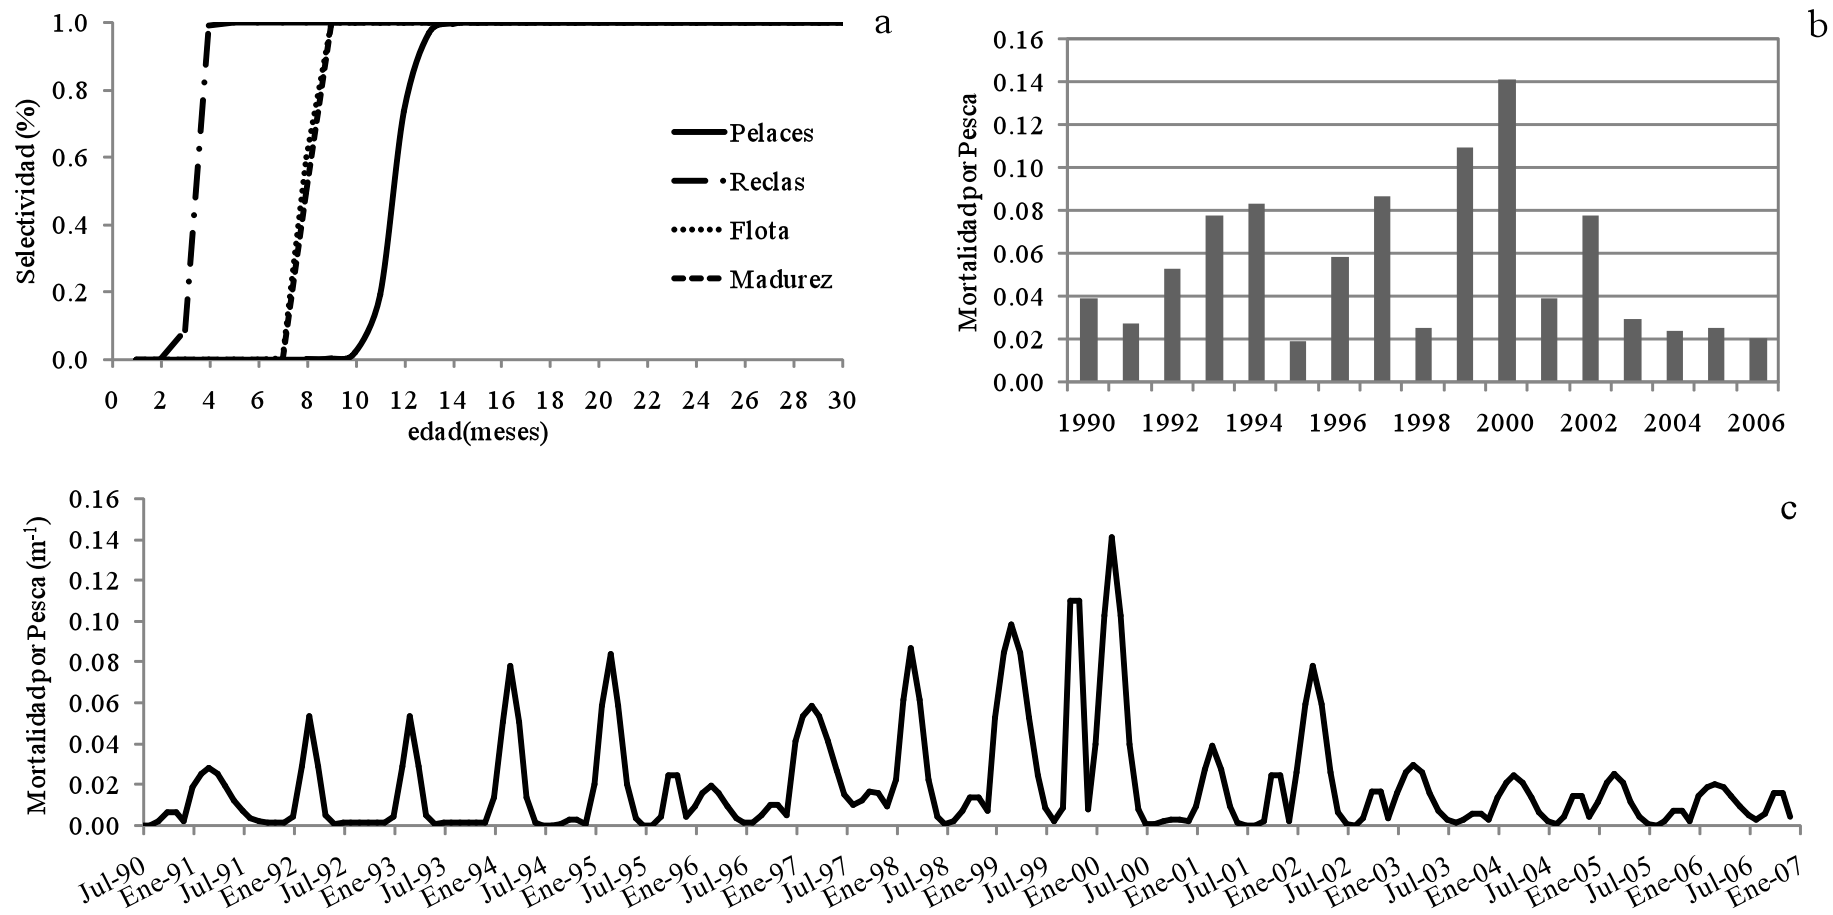 a
1.0
0.8
0.6
0.4
0.2
0.0
Selectividad (%)
Pelaces
Reclas
Flota
Madurez
0 2 4 6 8 10 12 14 16 18 20 22 24 26 28 30
edad(meses)
b
0.16
0.14
0.12
0.10
0.08
0.06
0.04
0.02
0.00
Mortalidad por Pesca
1990 1992 1994 1996 1998 2000 2002 2004 2006
c
0.16
0.14
0.12
0.10
0.08
0.06
0.04
0.02
0.00
Mortalidad por Pesca (m-1)
Jul-90 Ene-91 Jul-91 Ene-92 Jul-92 Ene-93 Jul-93 Ene-94 Jul-94 Ene-95 Jul-95 Ene-96 Jul-96 Ene-97 Jul-97 Ene-98 Jul-98 Ene-99 Jul-99 Ene-00 Jul-00 Ene-01 Jul-01 Ene-02 Jul-02 Ene-03 Jul-03 Ene-04 Jul-04 Ene-05 Jul-05 Ene-06 Jul-06 Ene-07